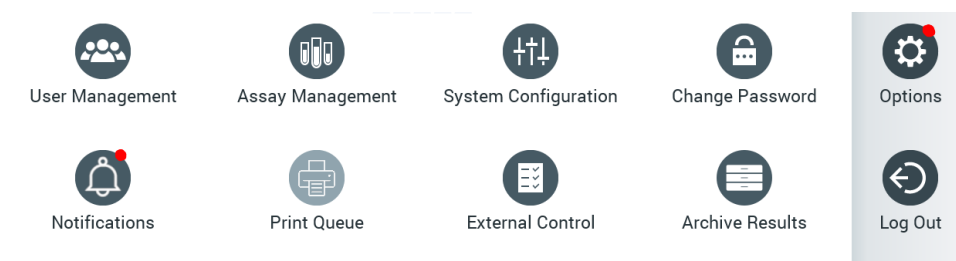 User Management
Assay Management
System Configuration
Change Password
Options
Notifications
Print Queue
External Control
Archive Results
Log Out